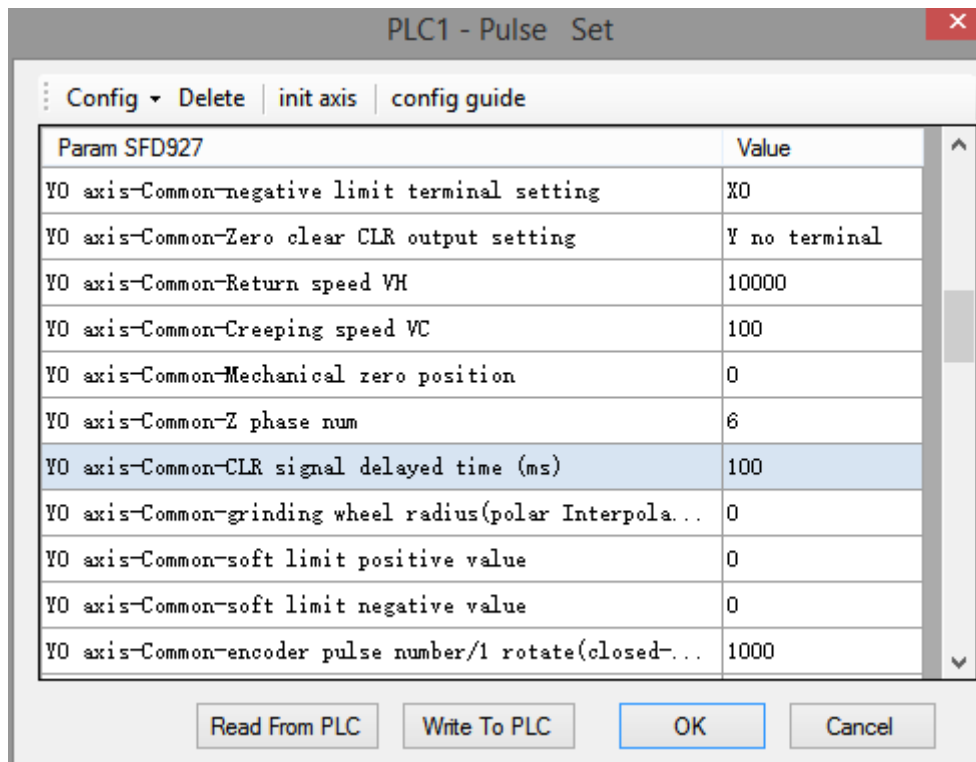 PLC1 - Pulse Set
Config Delete init axis config guide
Param SFD927 Value
Y0 axis-Common-negative limit terminal setting X0
Y0 axis-Common-Zero clear CLR output setting Y no terminal
Y0 axis-Common-Return speed VH 10000
Y0 axis-Common-Creeping speed VC 100
Y0 axis-Common-Mechanical zero position 0
Y0 axis-Common-Z phase num 6
Y0 axis-Common-CLR signal delayed time (ms) 100
Y0 axis-Common-grinding wheel radius(polar Interpola... 0
Y0 axis-Common-soft limit positive value 0
Y0 axis-Common-soft limit negative value 0
Y0 axis-Common-encoder pulse number/1 rotate(closed-... 1000
Read From PLC Write To PLC OK Cancel